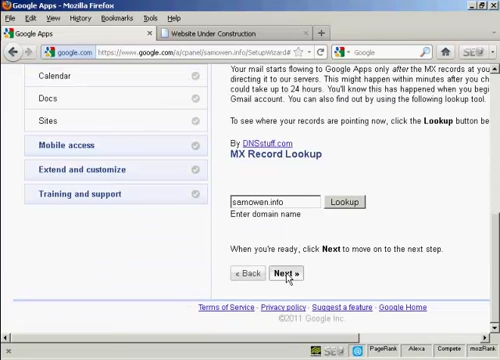 Google Apps - Mozilla Firefox
Edit View History Bookmarks Tools Help
Google Apps
Website Under Construction
google.com
https://www.google.com/a/cpanel/samowen.info/SetupWizard#
Google
Calendar
Docs
Sites
Mobile access
Extend and customize
Training and support
Your mail starts flowing to Google Apps only after the MX records at you
directing it to our servers. This might happen within minutes after you ch
could take up to 24 hours. You'll know this has happened when you begi
Gmail account. You can also find out by using the following lookup tool.
To see where your records are pointing now, click the Lookup button be
By DNSstuff.com
MX Record Lookup
samowen.info
Lookup
Enter domain name
When you're ready, click Next to move on to the next step.
« Back
Next »
Terms of Service - Privacy policy - Suggest a feature - Google Home
©2011 Google Inc.
PageRank
Alexa
Compete
mozRank